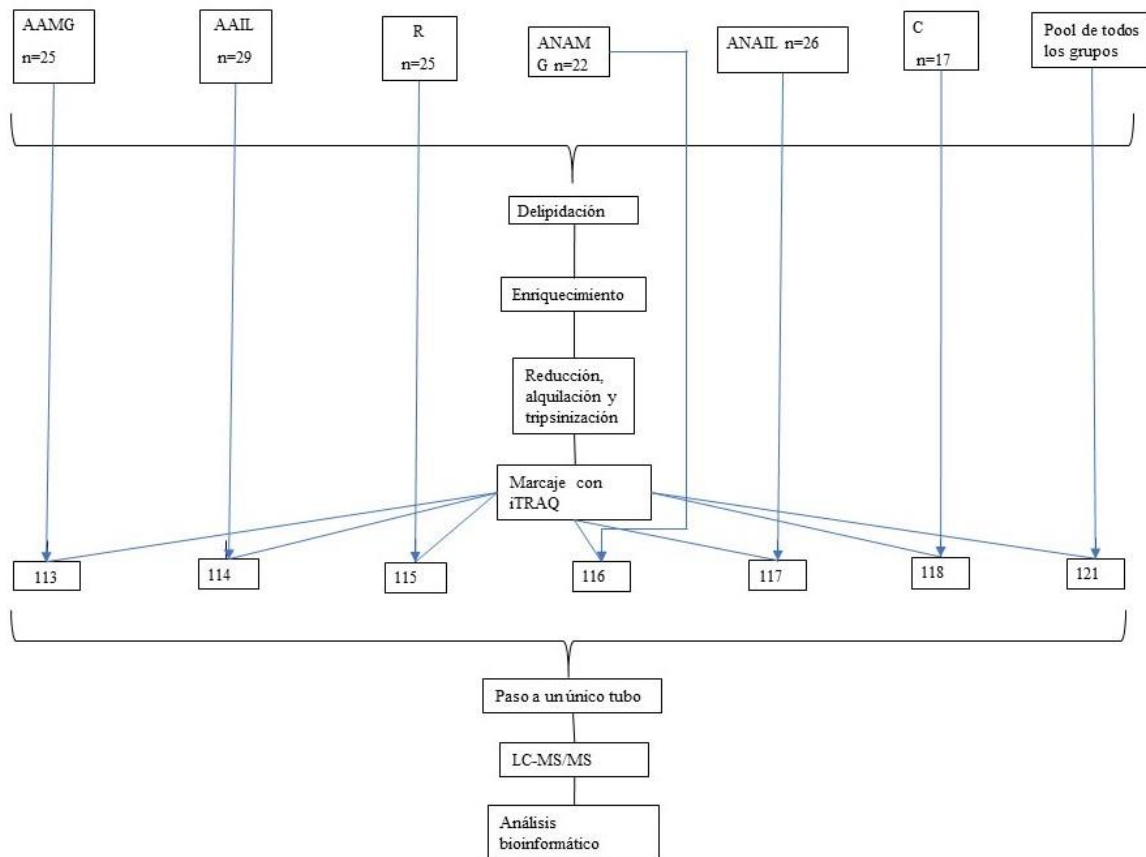 AAMG
n=25
AAIL
n=29
R
n=25
ANAM
G n=22
ANAIL n=26
C
n=17
Pool de todos
los grupos
Delipidación
Enriquecimiento
Reducción,
alquilación y
tripsinización
Marcaje con
iTRAQ
113
114
115
116
117
118
121
Paso a un único tubo
LC-MS/MS
Análisis
bioinformático